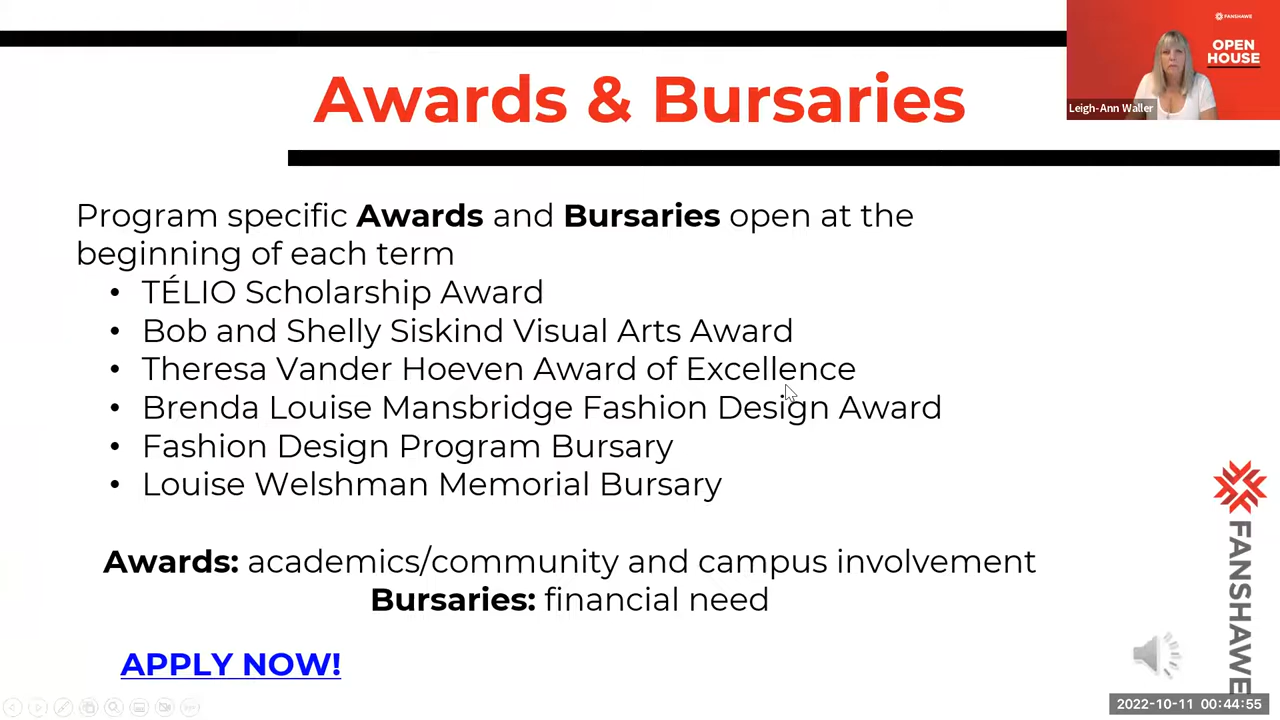 FANSHAWE
OPEN
HOUSE
Leigh-Ann Waller
Awards & Bursaries
Program specific Awards and Bursaries open at the
beginning of each term
• TÉLIO Scholarship Award
• Bob and Shelly Siskind Visual Arts Award
• Theresa Vander Hoeven Award of Excellence
• Brenda Louise Mansbridge Fashion Design Award
• Fashion Design Program Bursary
• Louise Welshman Memorial Bursary
Awards: academics/community and campus involvement
Bursaries: financial need
APPLY NOW!
FANSHAWE
2022-10-11 00:44:55